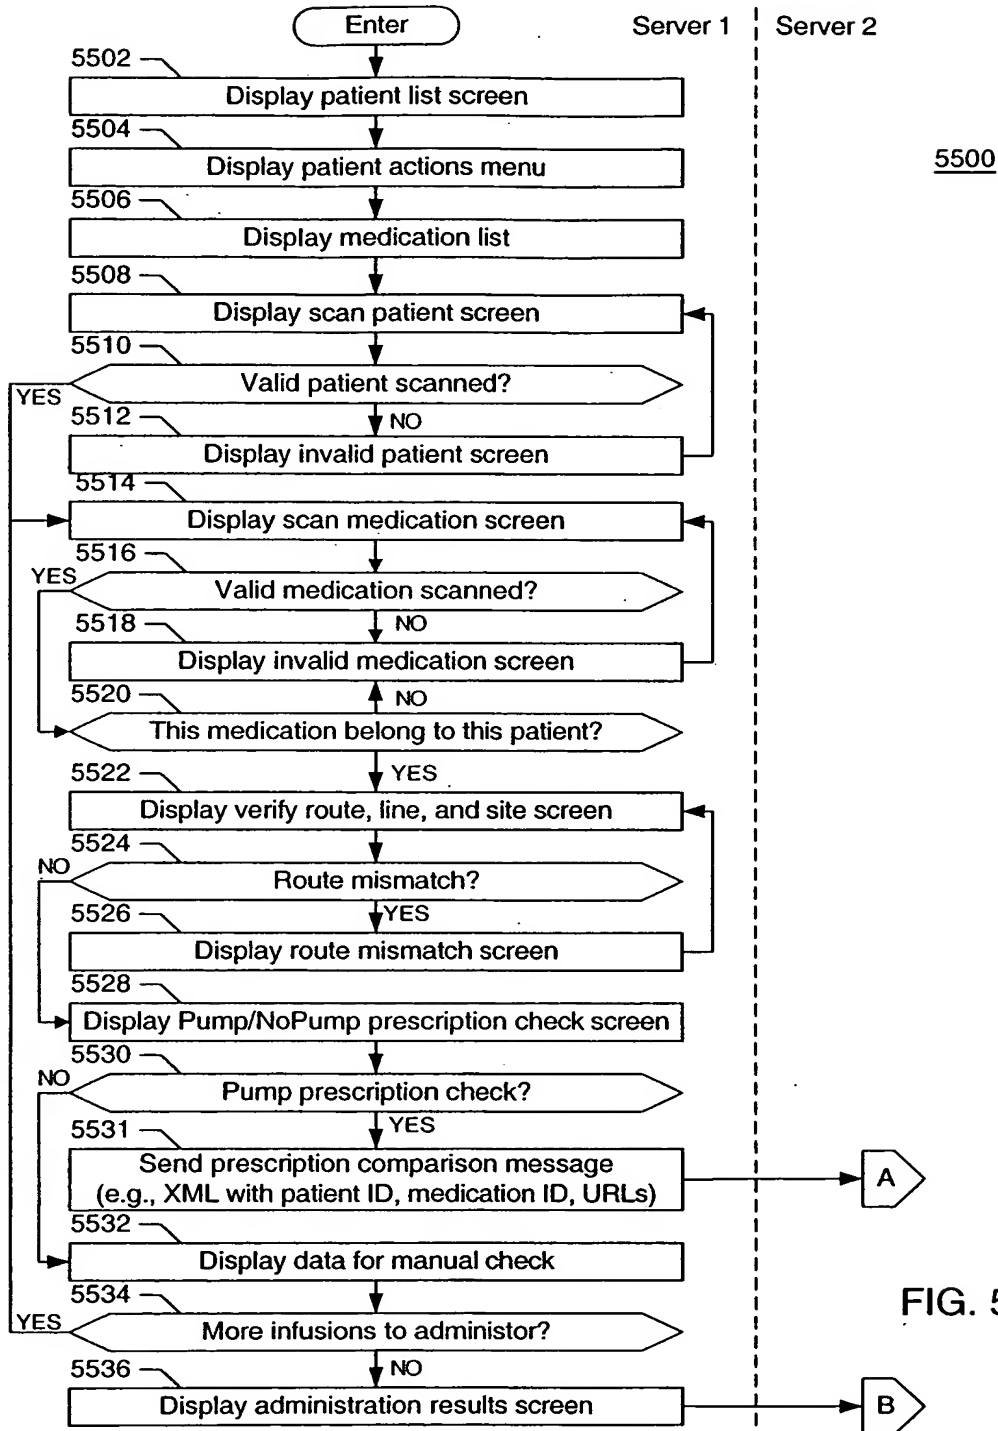 Enter
Server 1
Server 2
5500
5502
Display patient list screen
5504
Display patient actions menu
5506
Display medication list
5508
Display scan patient screen
5510
Valid patient scanned?
YES
NO
5512
Display invalid patient screen
5514
Display scan medication screen
5516
YES
Valid medication scanned?
NO
5518
Display invalid medication screen
NO
5520
This medication belong to this patient?
YES
5522
Display verify route, line, and site screen
5524
NO
Route mismatch?
YES
5526
Display route mismatch screen
5528
Display Pump/NoPump prescription check screen
5530
NO
Pump prescription check?
YES
5531
Send prescription comparison message
(e.g., XML with patient ID, medication ID, URLs)
A
5532
Display data for manual check
5534
YES
More infusions to administor?
NO
5536
Display administration results screen
B
FIG. 5